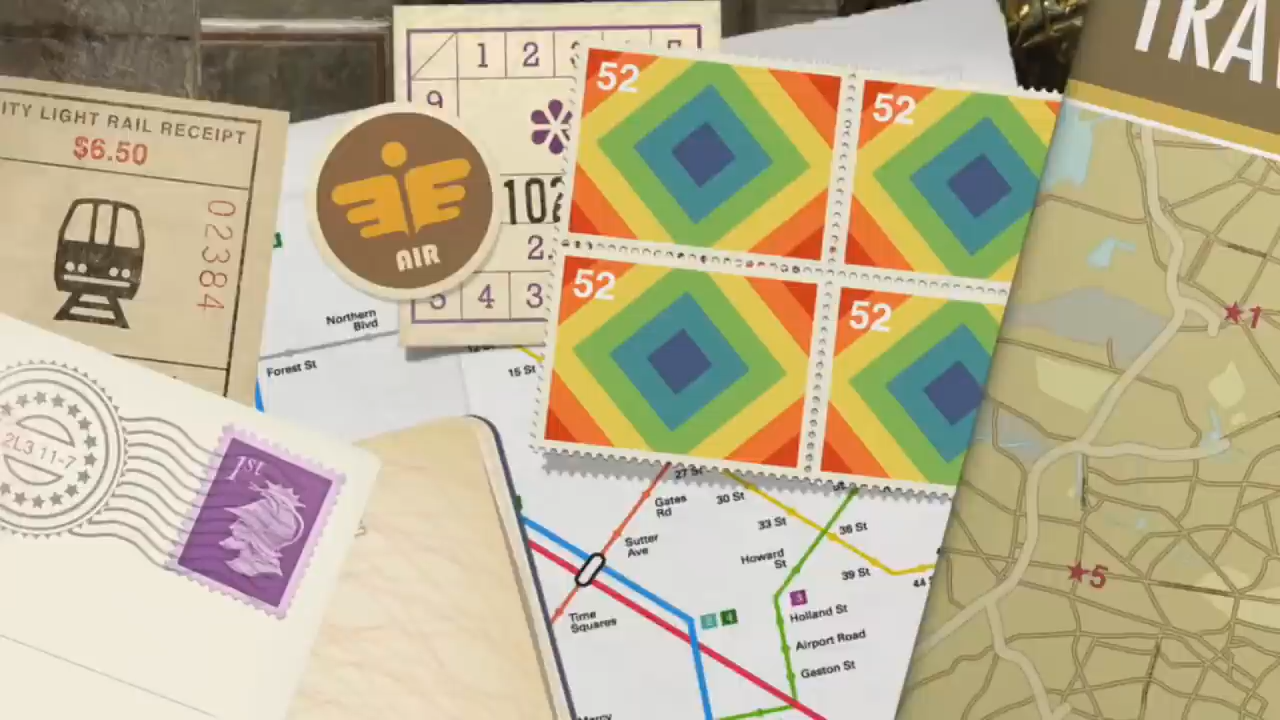 ITY LIGHT RAIL RECEIPT
$6.50
02384
1 2
9
102
2.
5 4 3
AIR
52
52
52
52
TRA
1
5
Northern
Blvd
Forest St
15 St
27 St
Gates
Rd
30 St
33 St
Sutter
Ave
Howard
St
38 St
39 St
44
Time
Squares
3
4
Holland St
Airport Road
Gaston St
2L3 11-7
1st